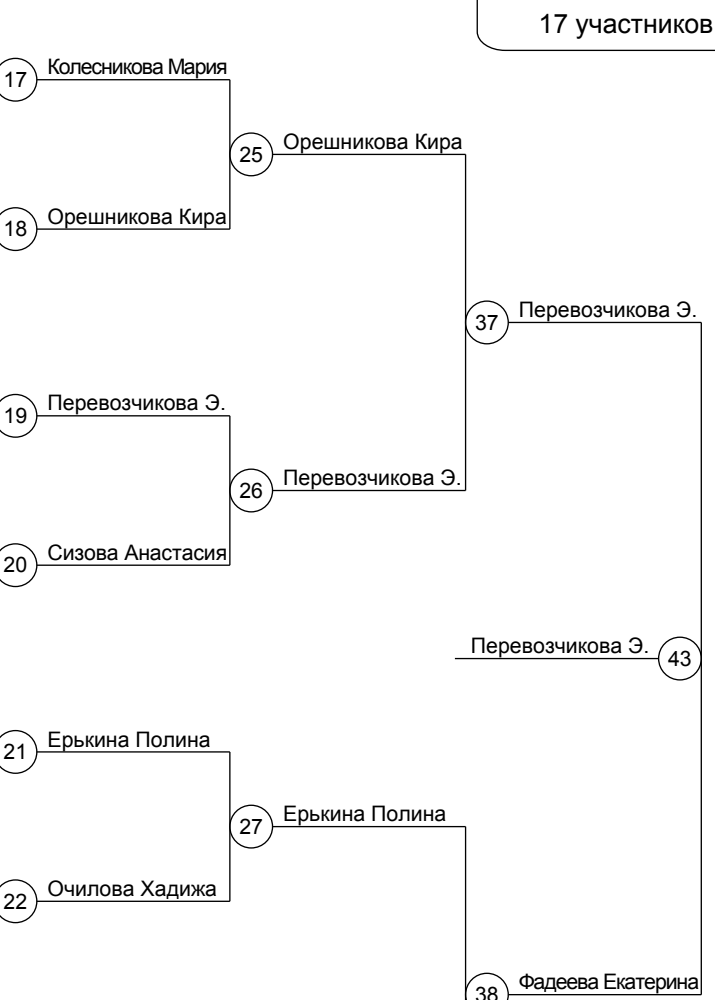 17 участников
17 Колесникова Мария
25 Орешникова Кира
18 Орешникова Кира
37 Перевозчикова Э.
19 Перевозчикова Э.
26 Перевозчикова Э.
20 Сизова Анастасия
Перевозчикова Э. 43
21 Ерькина Полина
27 Ерькина Полина
22 Очилова Хадижа
38 Фадеева Екатерина